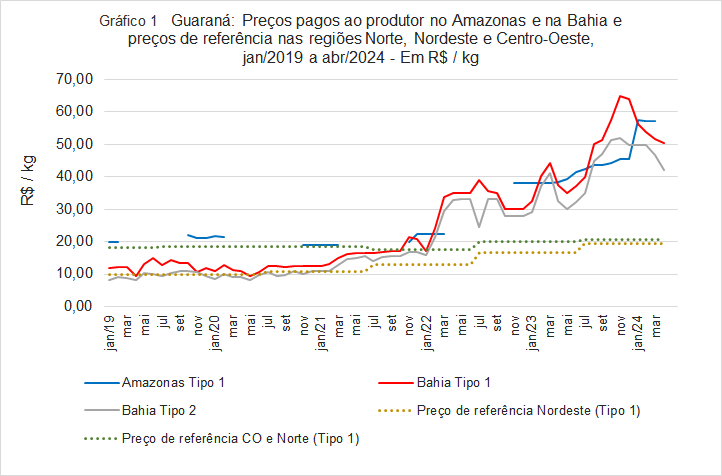 Gráfico 1 Guaraná: Preços pagos ao produtor no Amazonas e na Bahia e
preços de referência nas regiões Norte, Nordeste e Centro-Oeste,
jan/2019 a abr/2024 - Em R$ / kg
R$ / kg
70,00
60,00
50,00
40,00
30,00
20,00
10,00
0,00
jan/19 mar mai jul set nov jan/20 mar mai jul set nov jan/21 mar mai jul set nov jan/22 mar mai jul set nov jan/23 mar mai jul set nov jan/24 mar
Amazonas Tipo 1
Bahia Tipo 1
Bahia Tipo 2
Preço de referência Nordeste (Tipo 1)
Preço de referência CO e Norte (Tipo 1)